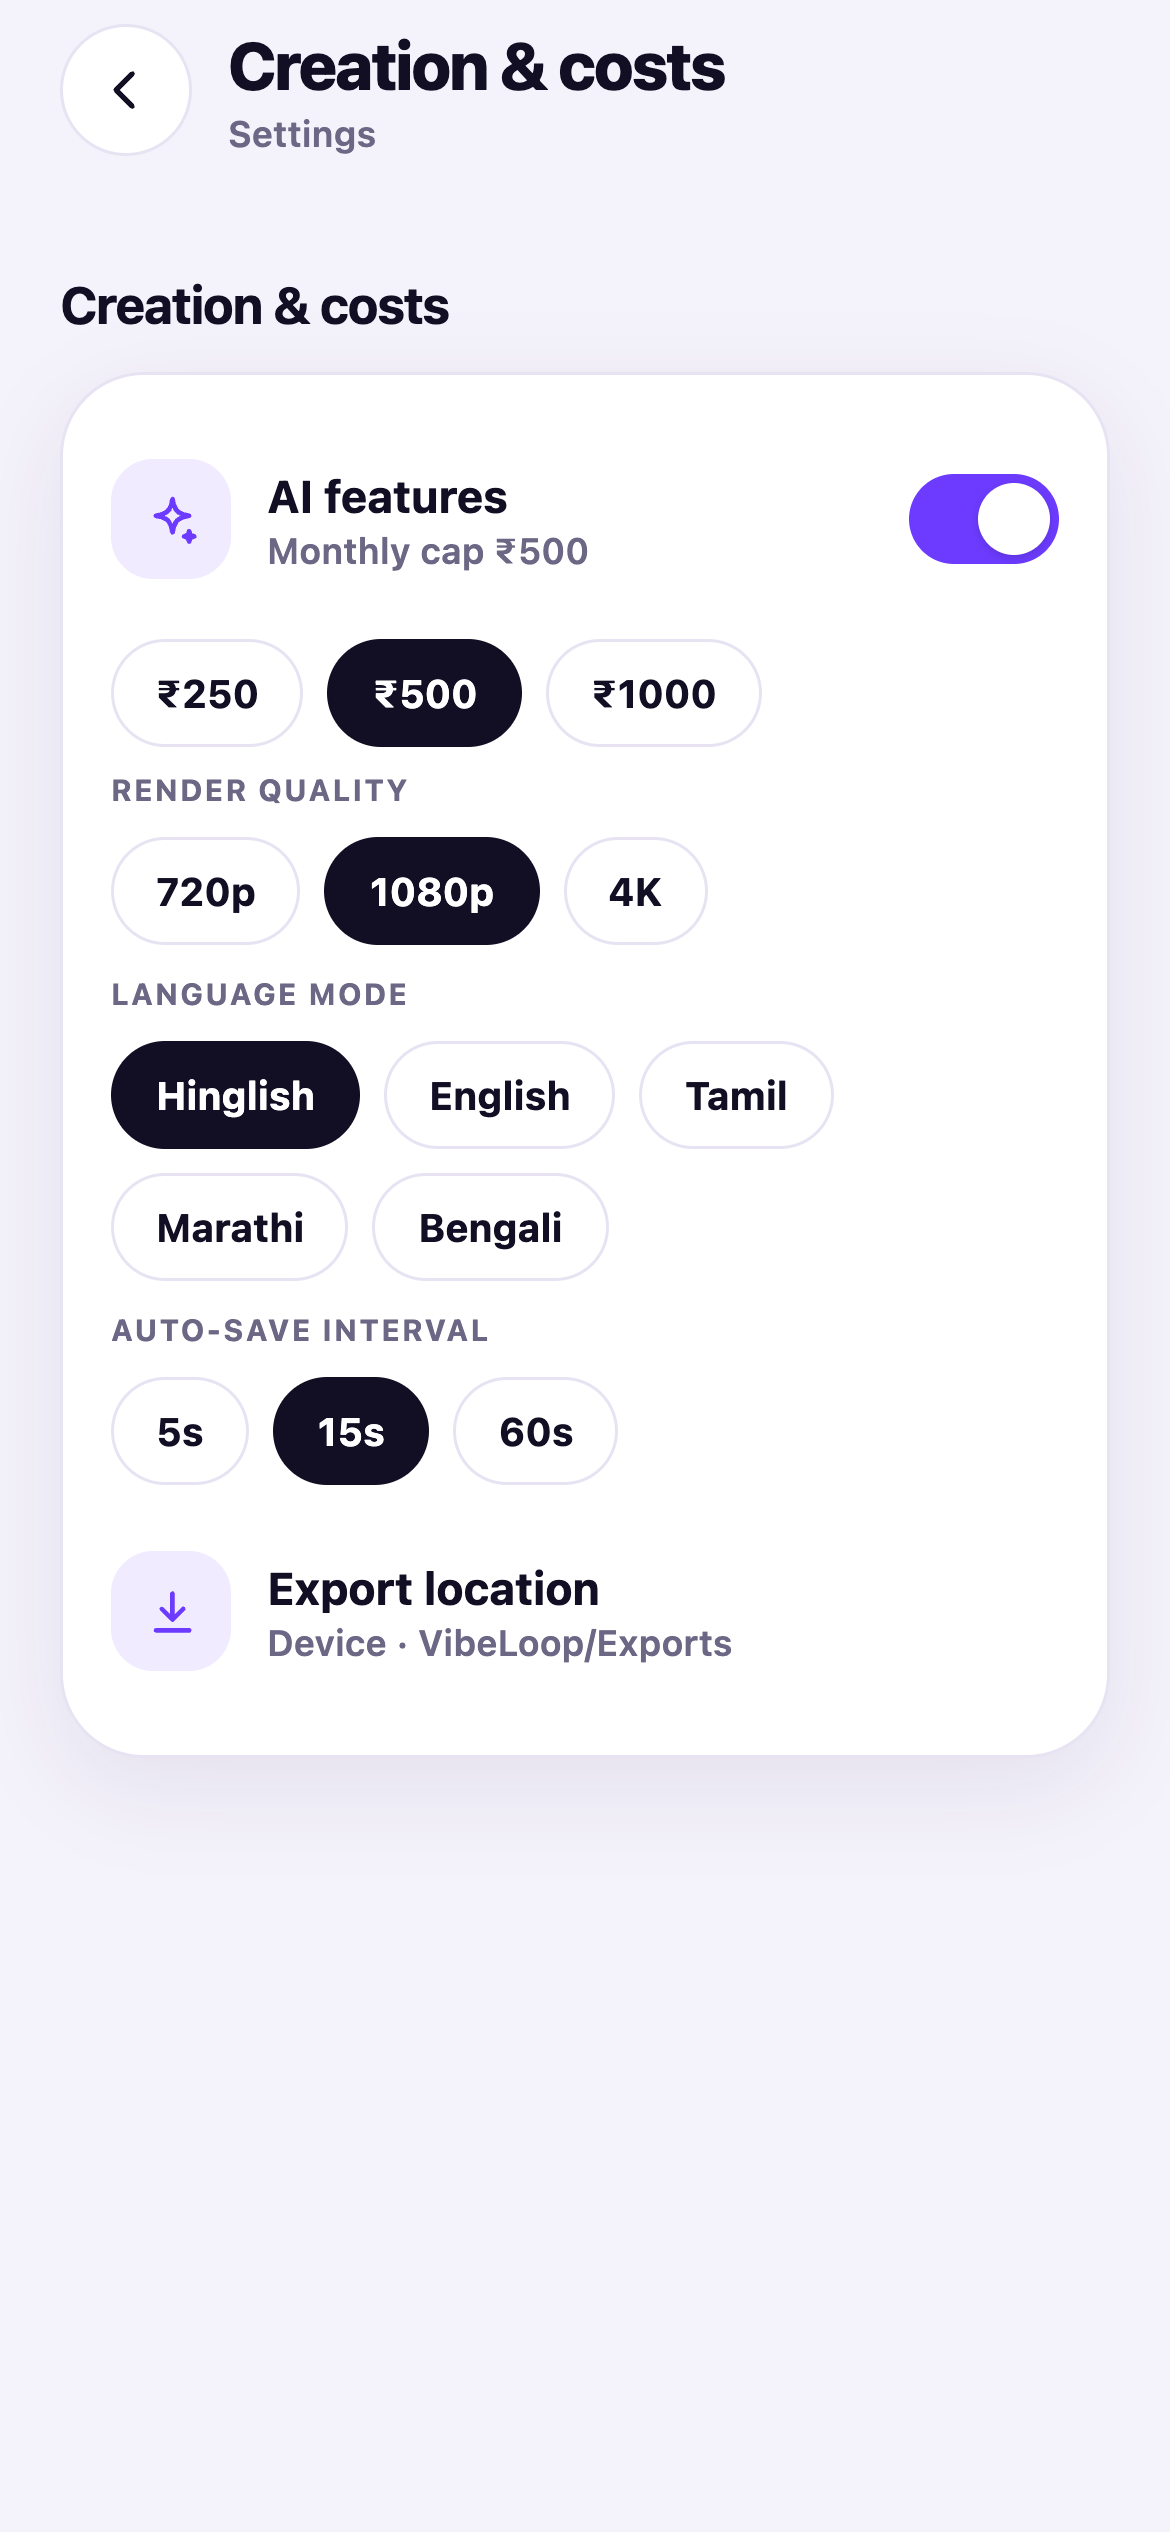 Creation & costs
Settings
Creation & costs
AI features
Monthly cap ₹500
₹250 ₹500 ₹1000
RENDER QUALITY
720p 1080p 4K
LANGUAGE MODE
Hinglish English Tamil
Marathi Bengali
AUTO-SAVE INTERVAL
5s 15s 60s
Export location
Device · VibeLoop/Exports